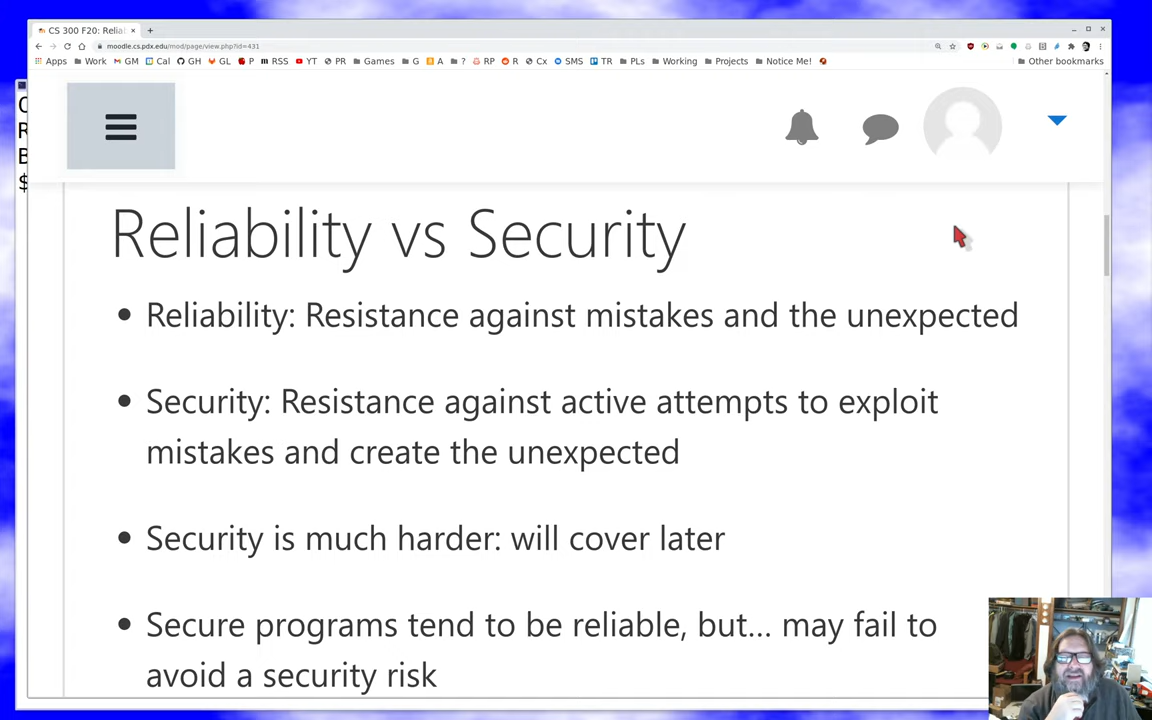 CS 300 F20: Relial
moodle.cs.pdx.edu/mod/page/view.php?id=431
Apps Work GM Cal GH GL P RSS YT PR Games G A ? RP R Cx SMS TR PLs Working Projects Notice Me! Other bookmarks
R
B
$
Reliability vs Security
Reliability: Resistance against mistakes and the unexpected
Security: Resistance against active attempts to exploit
mistakes and create the unexpected
Security is much harder: will cover later
Secure programs tend to be reliable, but... may fail to
avoid a security risk